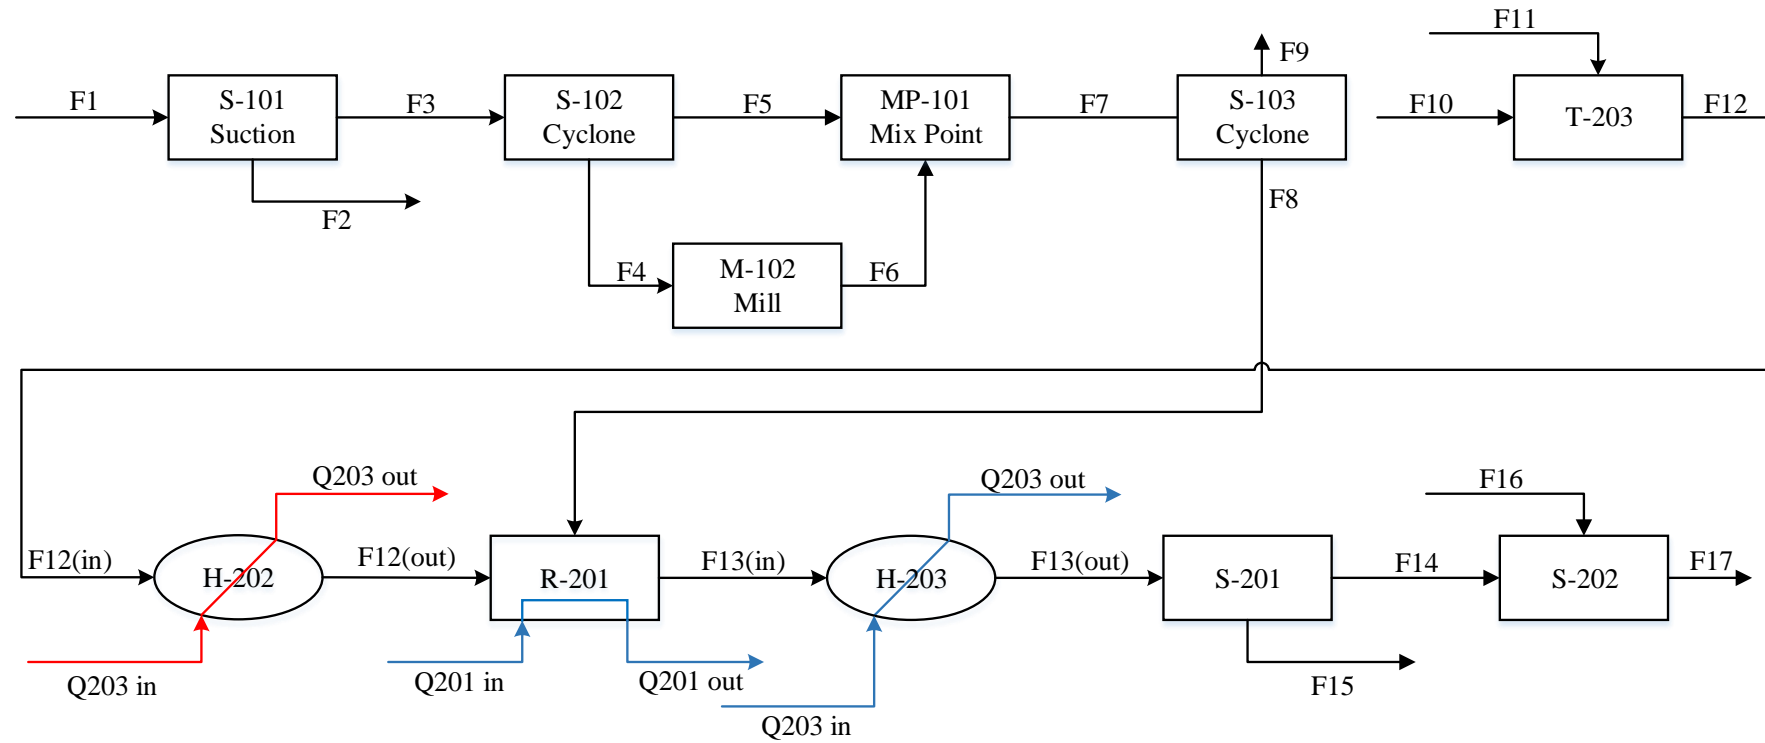 F11
F9
F1
S-101
Suction
F3
S-102
Cyclone
F5
MP-101
Mix Point
F7
S-103
Cyclone
F10
T-203
F12
F2
F8
F4
M-102
Mill
F6
Q203 out
Q203 out
F16
F12(in)
H-202
F12(out)
R-201
F13(in)
H-203
F13(out)
S-201
F14
S-202
F17
Q203 in
Q201 in
Q201 out
F15
Q203 in